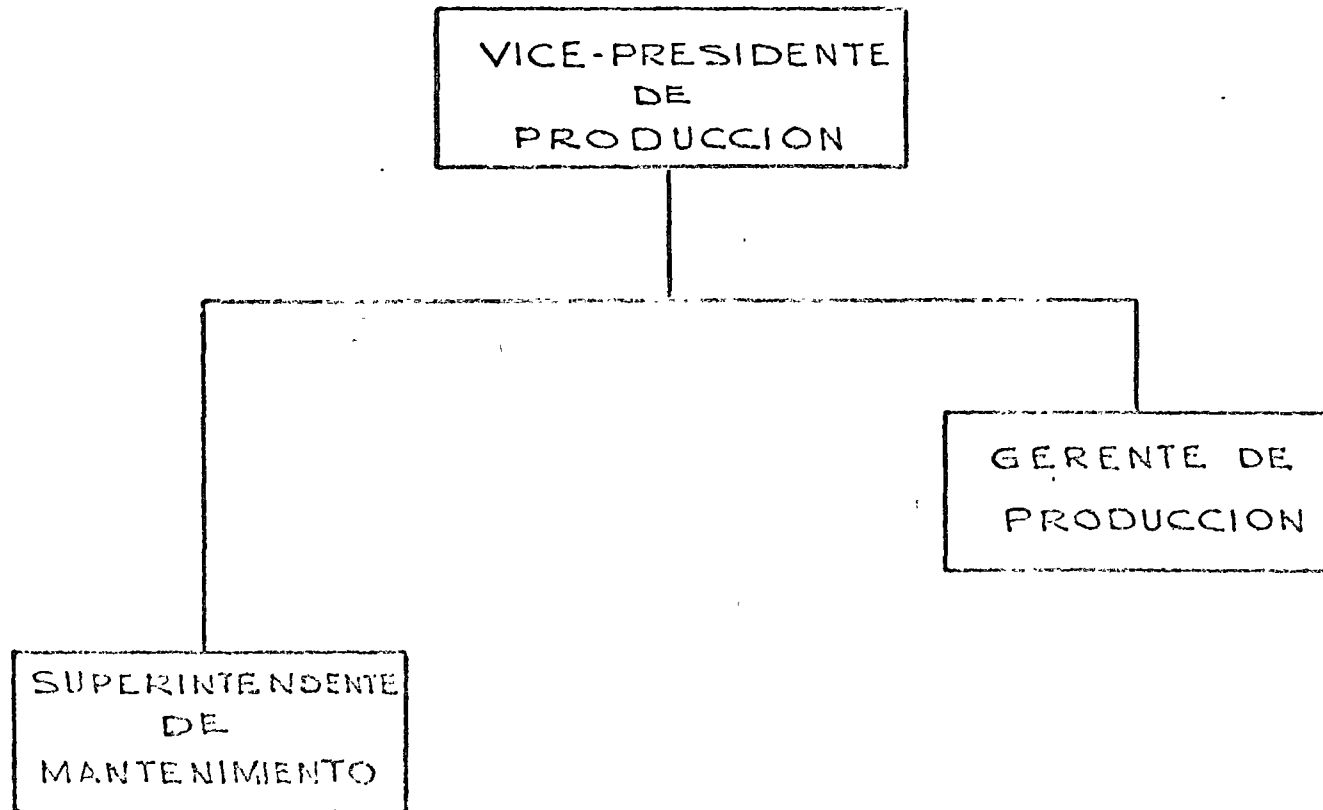 VICE-PRESIDENTE
DE
PRODUCCION
GERENTE DE
PRODUCCION
SUPERINTENDENTE
DE
MANTENIMIENTO